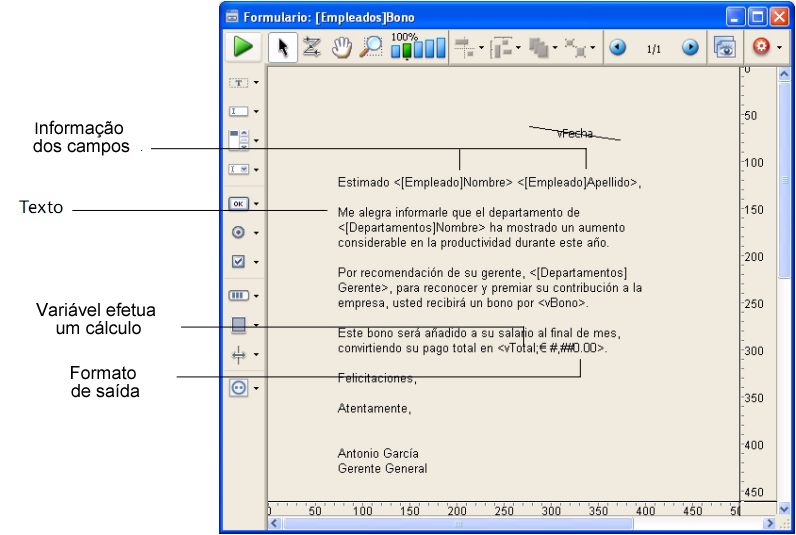 Formulario: [Empleados]Bono
100%
1/1
T
I
I
OK
0
50
100
150
200
250
300
350
400
450
vFecha
Informação
dos campos
Estimado <[Empleado]Nombre> <[Empleado]Apellido>,
Texto
Me alegra informarle que el departamento de
<[Departamentos]Nombre> ha mostrado un aumento
considerable en la productividad durante este año.
Por recomendación de su gerente, <[Departamentos]
Gerente>, para reconocer y premiar su contribución a la
empresa, usted recibirá un bono por <vBono>.
Variável efetua
um cálculo
Este bono será añadido a su salario al final de mes,
convirtiendo su pago total en <vTotal;€ #,##0.00>.
Formato
de saída
Felicitaciones,
Atentamente,
Antonio García
Gerente General
50 100 150 200 250 300 350 400 450